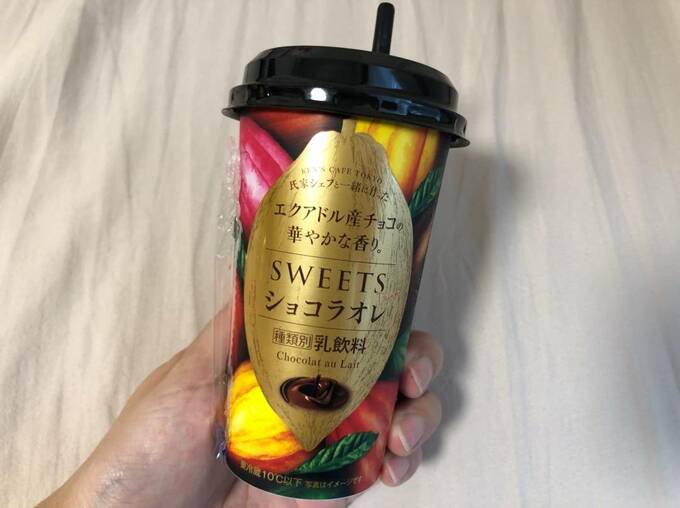 KEN'S CAFE TOKYO
氏家シェフと一緒に作った
エクアドル産チョコの
華やかな香り。
SWEETS
ショコラオレ
種類別 乳飲料
Chocolat au Lait
要冷蔵10℃以下 写真はイメージです